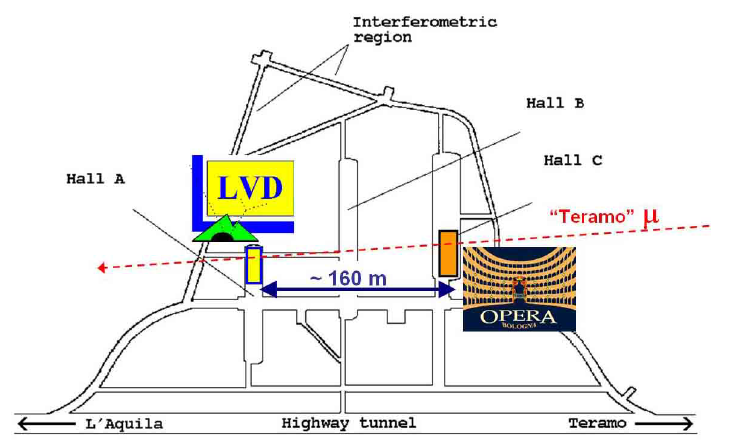 Interferometric
region
Hall B
Hall C
Hall A
LVD
“Teramo” μ
~ 160 m
OPERA
BOLOGNA
L'Aquila
Highway tunnel
Teramo